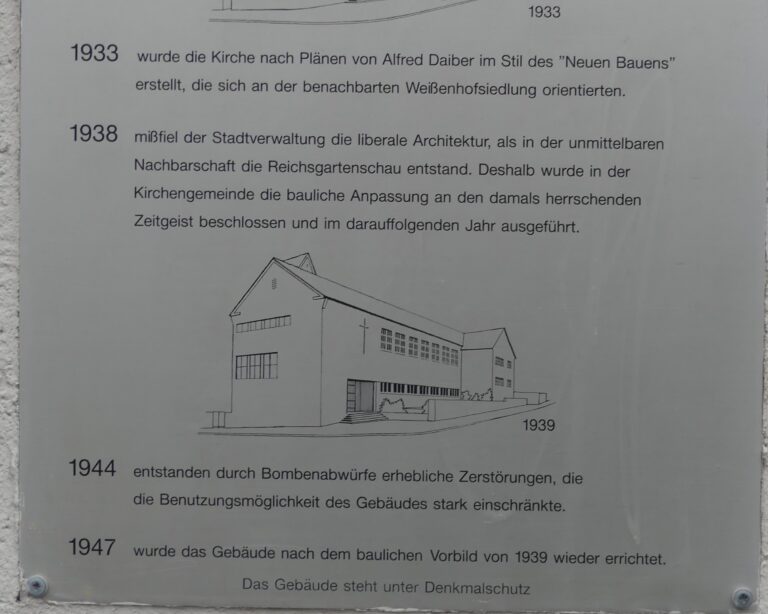 1933
1933 wurde die Kirche nach Plänen von Alfred Daiber im Stil des "Neuen Bauens"
erstellt, die sich an der benachbarten Weißenhofsiedlung orientierten.
1938 mißfiel der Stadtverwaltung die liberale Architektur, als in der unmittelbaren
Nachbarschaft die Reichsgartenschau entstand. Deshalb wurde in der
Kirchengemeinde die bauliche Anpassung an den damals herrschenden
Zeitgeist beschlossen und im darauffolgenden Jahr ausgeführt.
1939
1944 entstanden durch Bombenabwürfe erhebliche Zerstörungen, die
die Benutzungsmöglichkeit des Gebäudes stark einschränkte.
1947 wurde das Gebäude nach dem baulichen Vorbild von 1939 wieder errichtet.
Das Gebäude steht unter Denkmalschutz